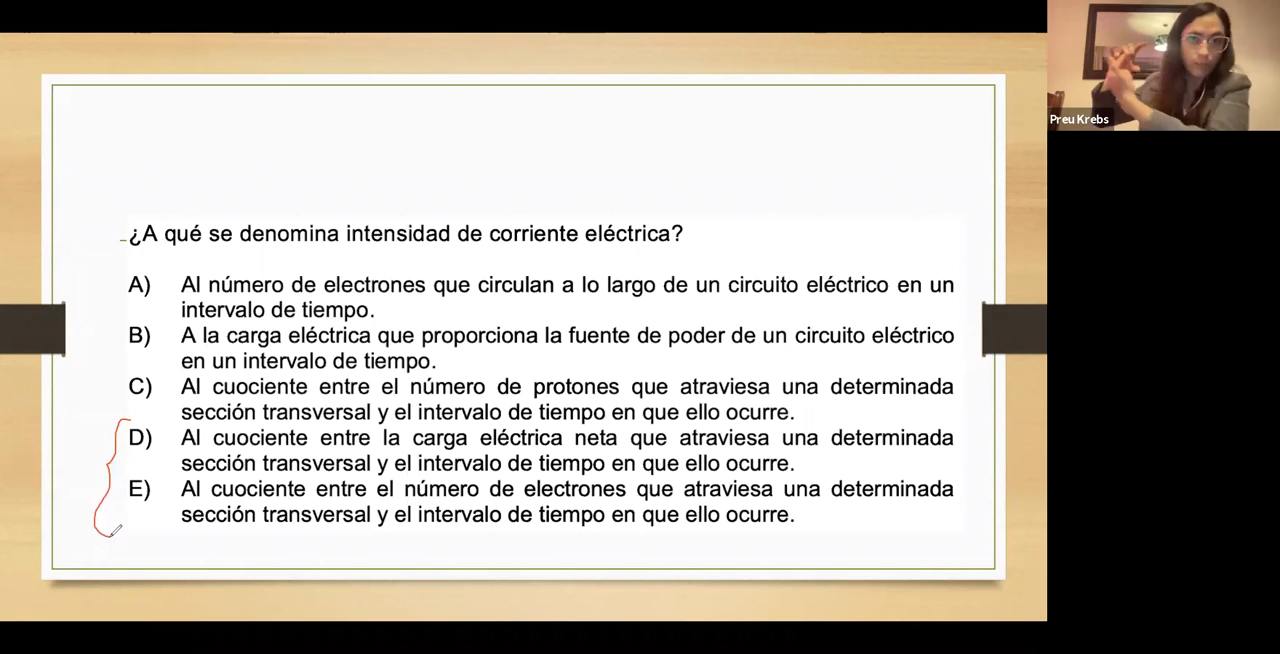 Preu Krebs
¿A qué se denomina intensidad de corriente eléctrica?
A) Al número de electrones que circulan a lo largo de un circuito eléctrico en un
intervalo de tiempo.
B) A la carga eléctrica que proporciona la fuente de poder de un circuito eléctrico
en un intervalo de tiempo.
C) Al cuociente entre el número de protones que atraviesa una determinada
sección transversal y el intervalo de tiempo en que ello ocurre.
D) Al cuociente entre la carga eléctrica neta que atraviesa una determinada
sección transversal y el intervalo de tiempo en que ello ocurre.
E) Al cuociente entre el número de electrones que atraviesa una determinada
sección transversal y el intervalo de tiempo en que ello ocurre.